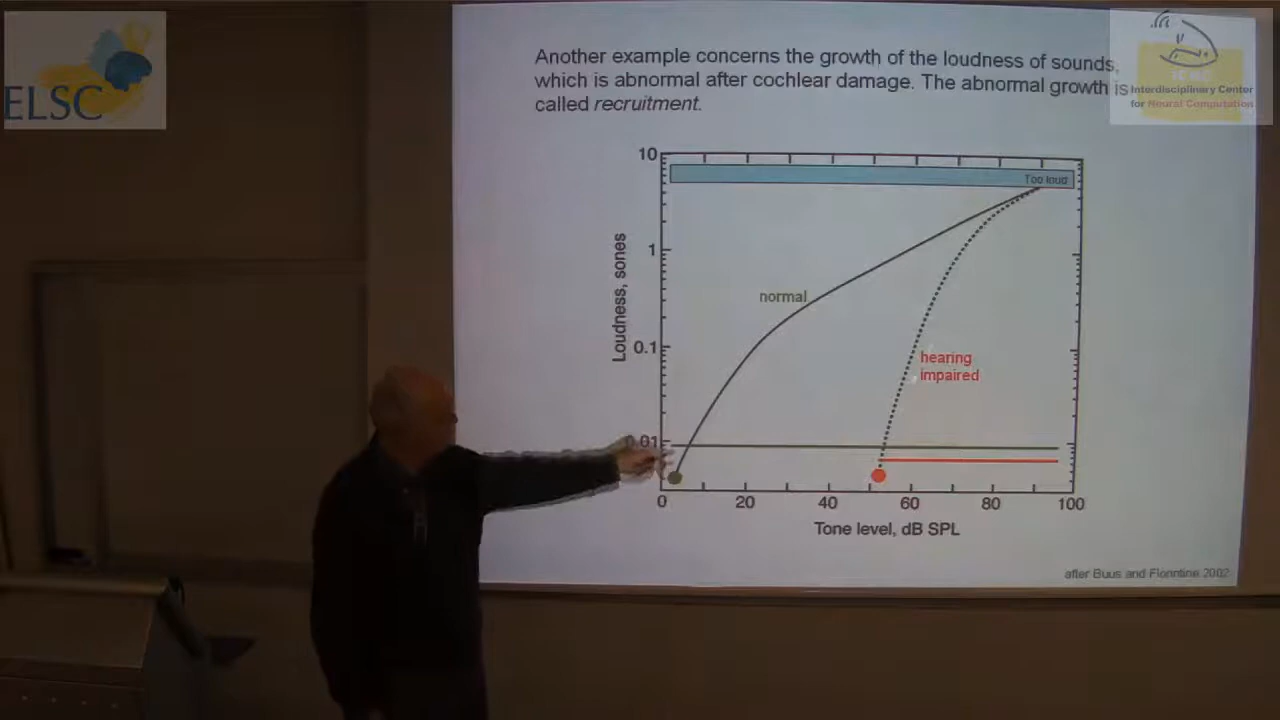 ELSC
Another example concerns the growth of the loudness of sounds,
which is abnormal after cochlear damage. The abnormal growth is
called recruitment.
Interdisciplinary Center
for Neural Computation
10
Too loud
1
normal
Loudness, sones
0.1
hearing
impaired
0.01
0 20 40 60 80 100
Tone level, dB SPL
after Buus and Florentine 2002